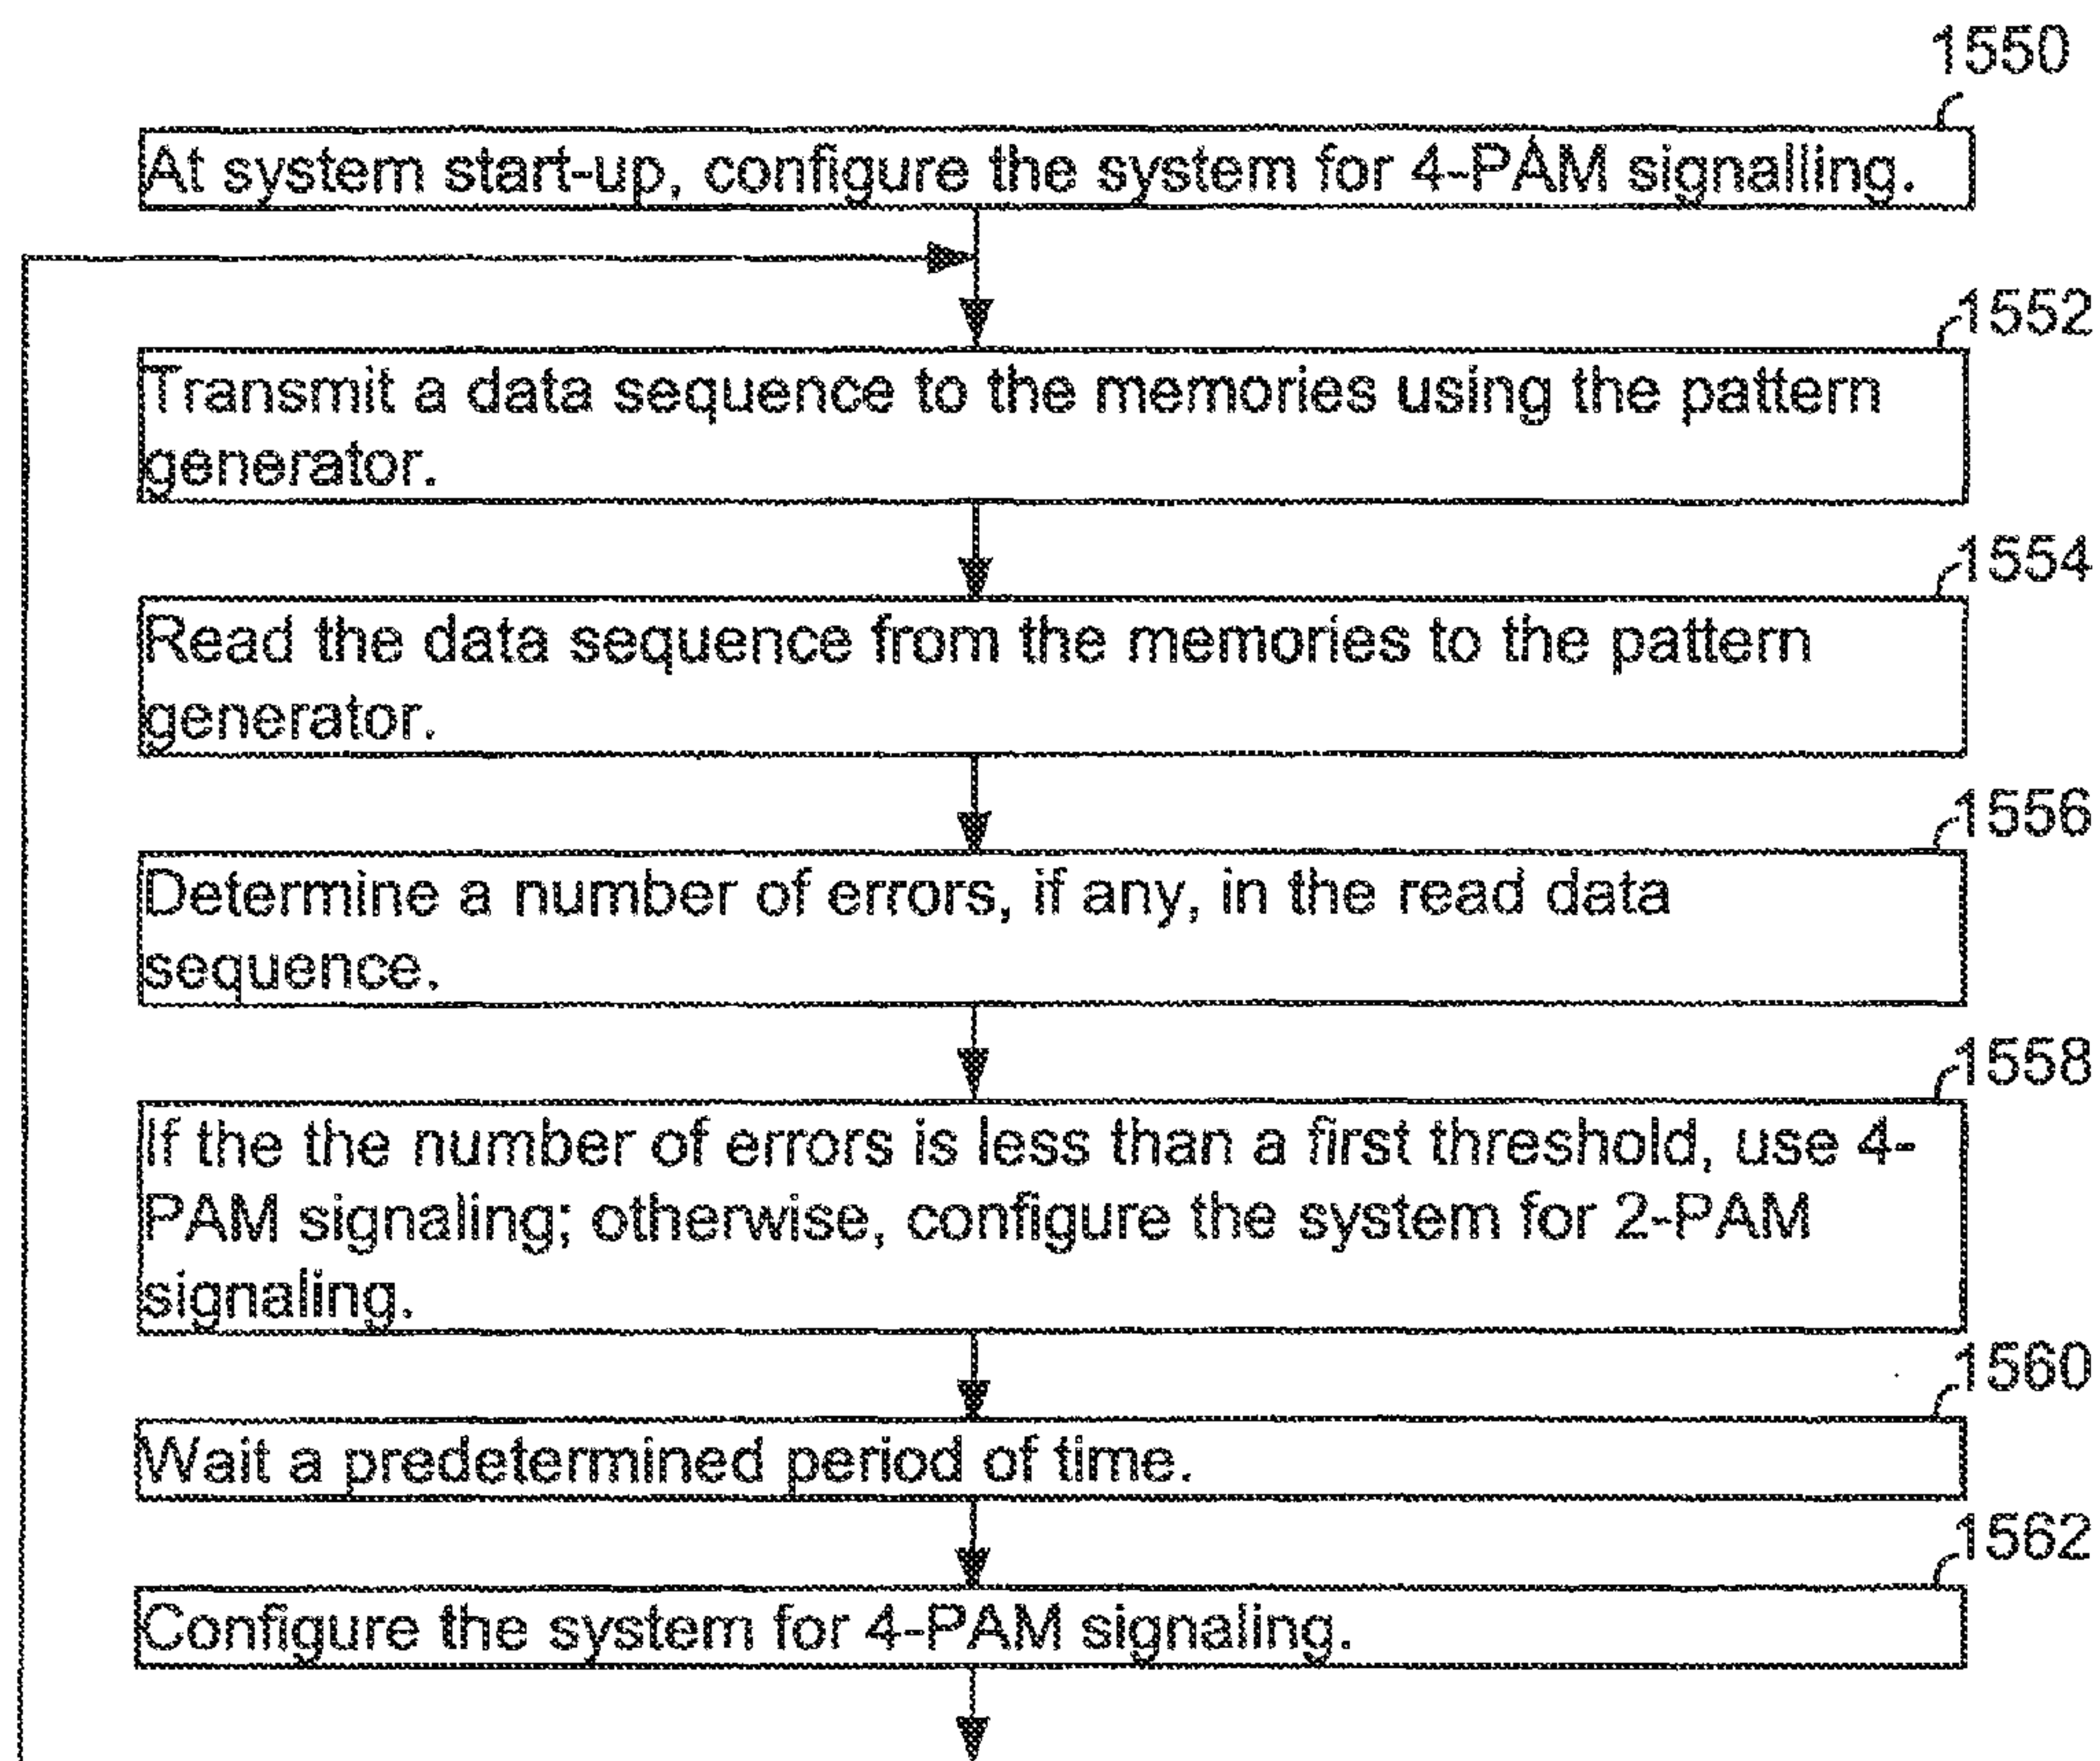 1550
At system start-up, configure the system for 4-PAM signalling.
1552
Transmit a data sequence to the memories using the pattern
generator.
1554
Read the data sequence from the memories to the pattern
generator.
1556
Determine a number of errors, if any, in the read data
sequence.
1558
If the the number of errors is less than a first threshold, use 4-
PAM signaling; otherwise, configure the system for 2-PAM
signaling.
1560
Wait a predetermined period of time.
1562
Configure the system for 4-PAM signaling.